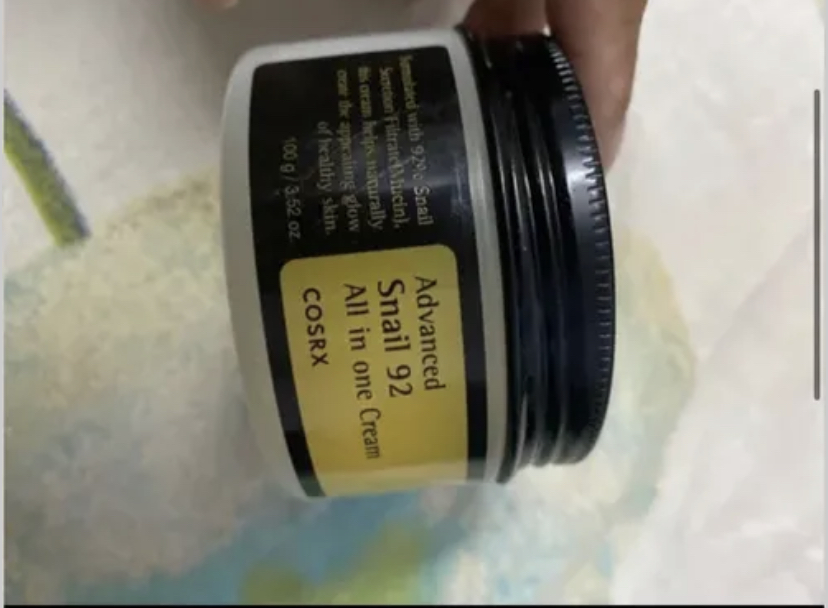 Formulated with 92% Snail
Secretion Filtrate(Mucin),
this cream helps naturally
create the appealing glow
of healthy skin.
100 g / 3.52 oz.
Advanced
Snail 92
All in one Cream
COSRX